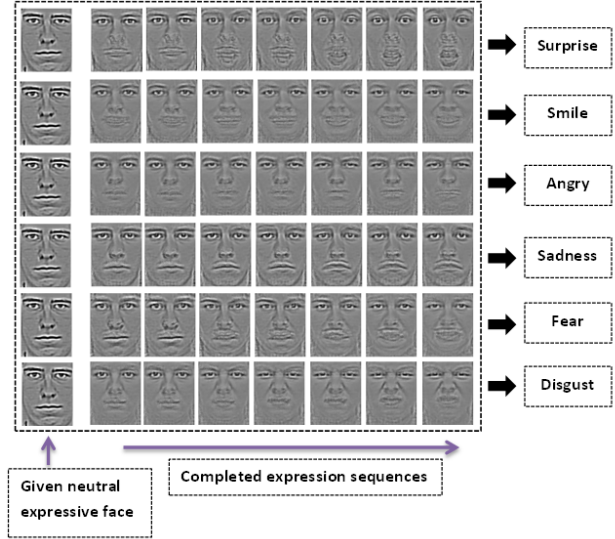 Surprise
Smile
Angry
Sadness
Fear
Disgust
Given neutral
expressive face
Completed expression sequences